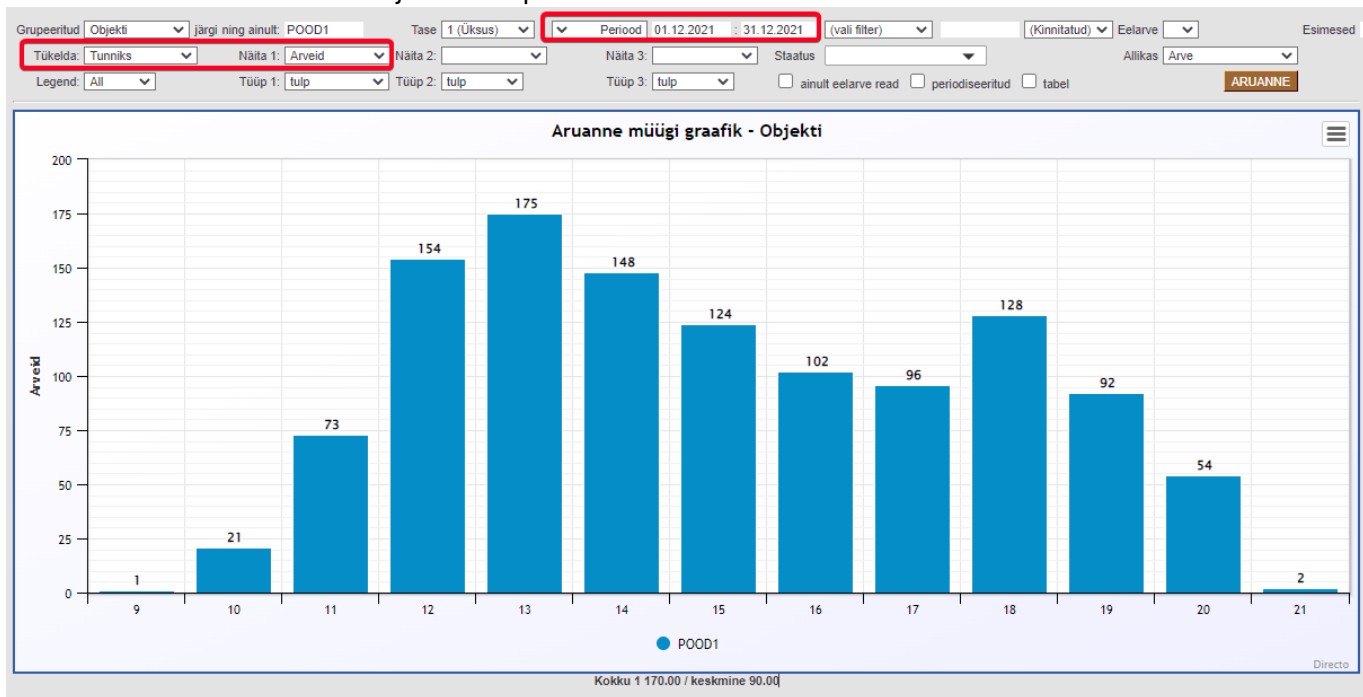 Grupeeritud Objekti järgi ning ainult: POOD1 Tase 1 (Üksus) Periood 01.12.2021 : 31.12.2021 (vali filter) (Kinnitatud) Eelarve Esimesed
Tükelda: Tunniks Näita 1: Arveid Näita 2: Näita 3: Staatus Allikas Arve
Legend: All Tüüp 1: tulp Tüüp 2: tulp Tüüp 3: tulp ainult eelarve read periodiseeritud tabel ARUANNE
Aruanne müügi graafik - Objekti
200
175
150
125
100
75
50
25
0
Arveid
1
21
73
154
175
148
124
102
96
128
92
54
2
9 10 11 12 13 14 15 16 17 18 19 20 21
POOD1
Directo
Kokku 1 170.00 / keskmine 90.00